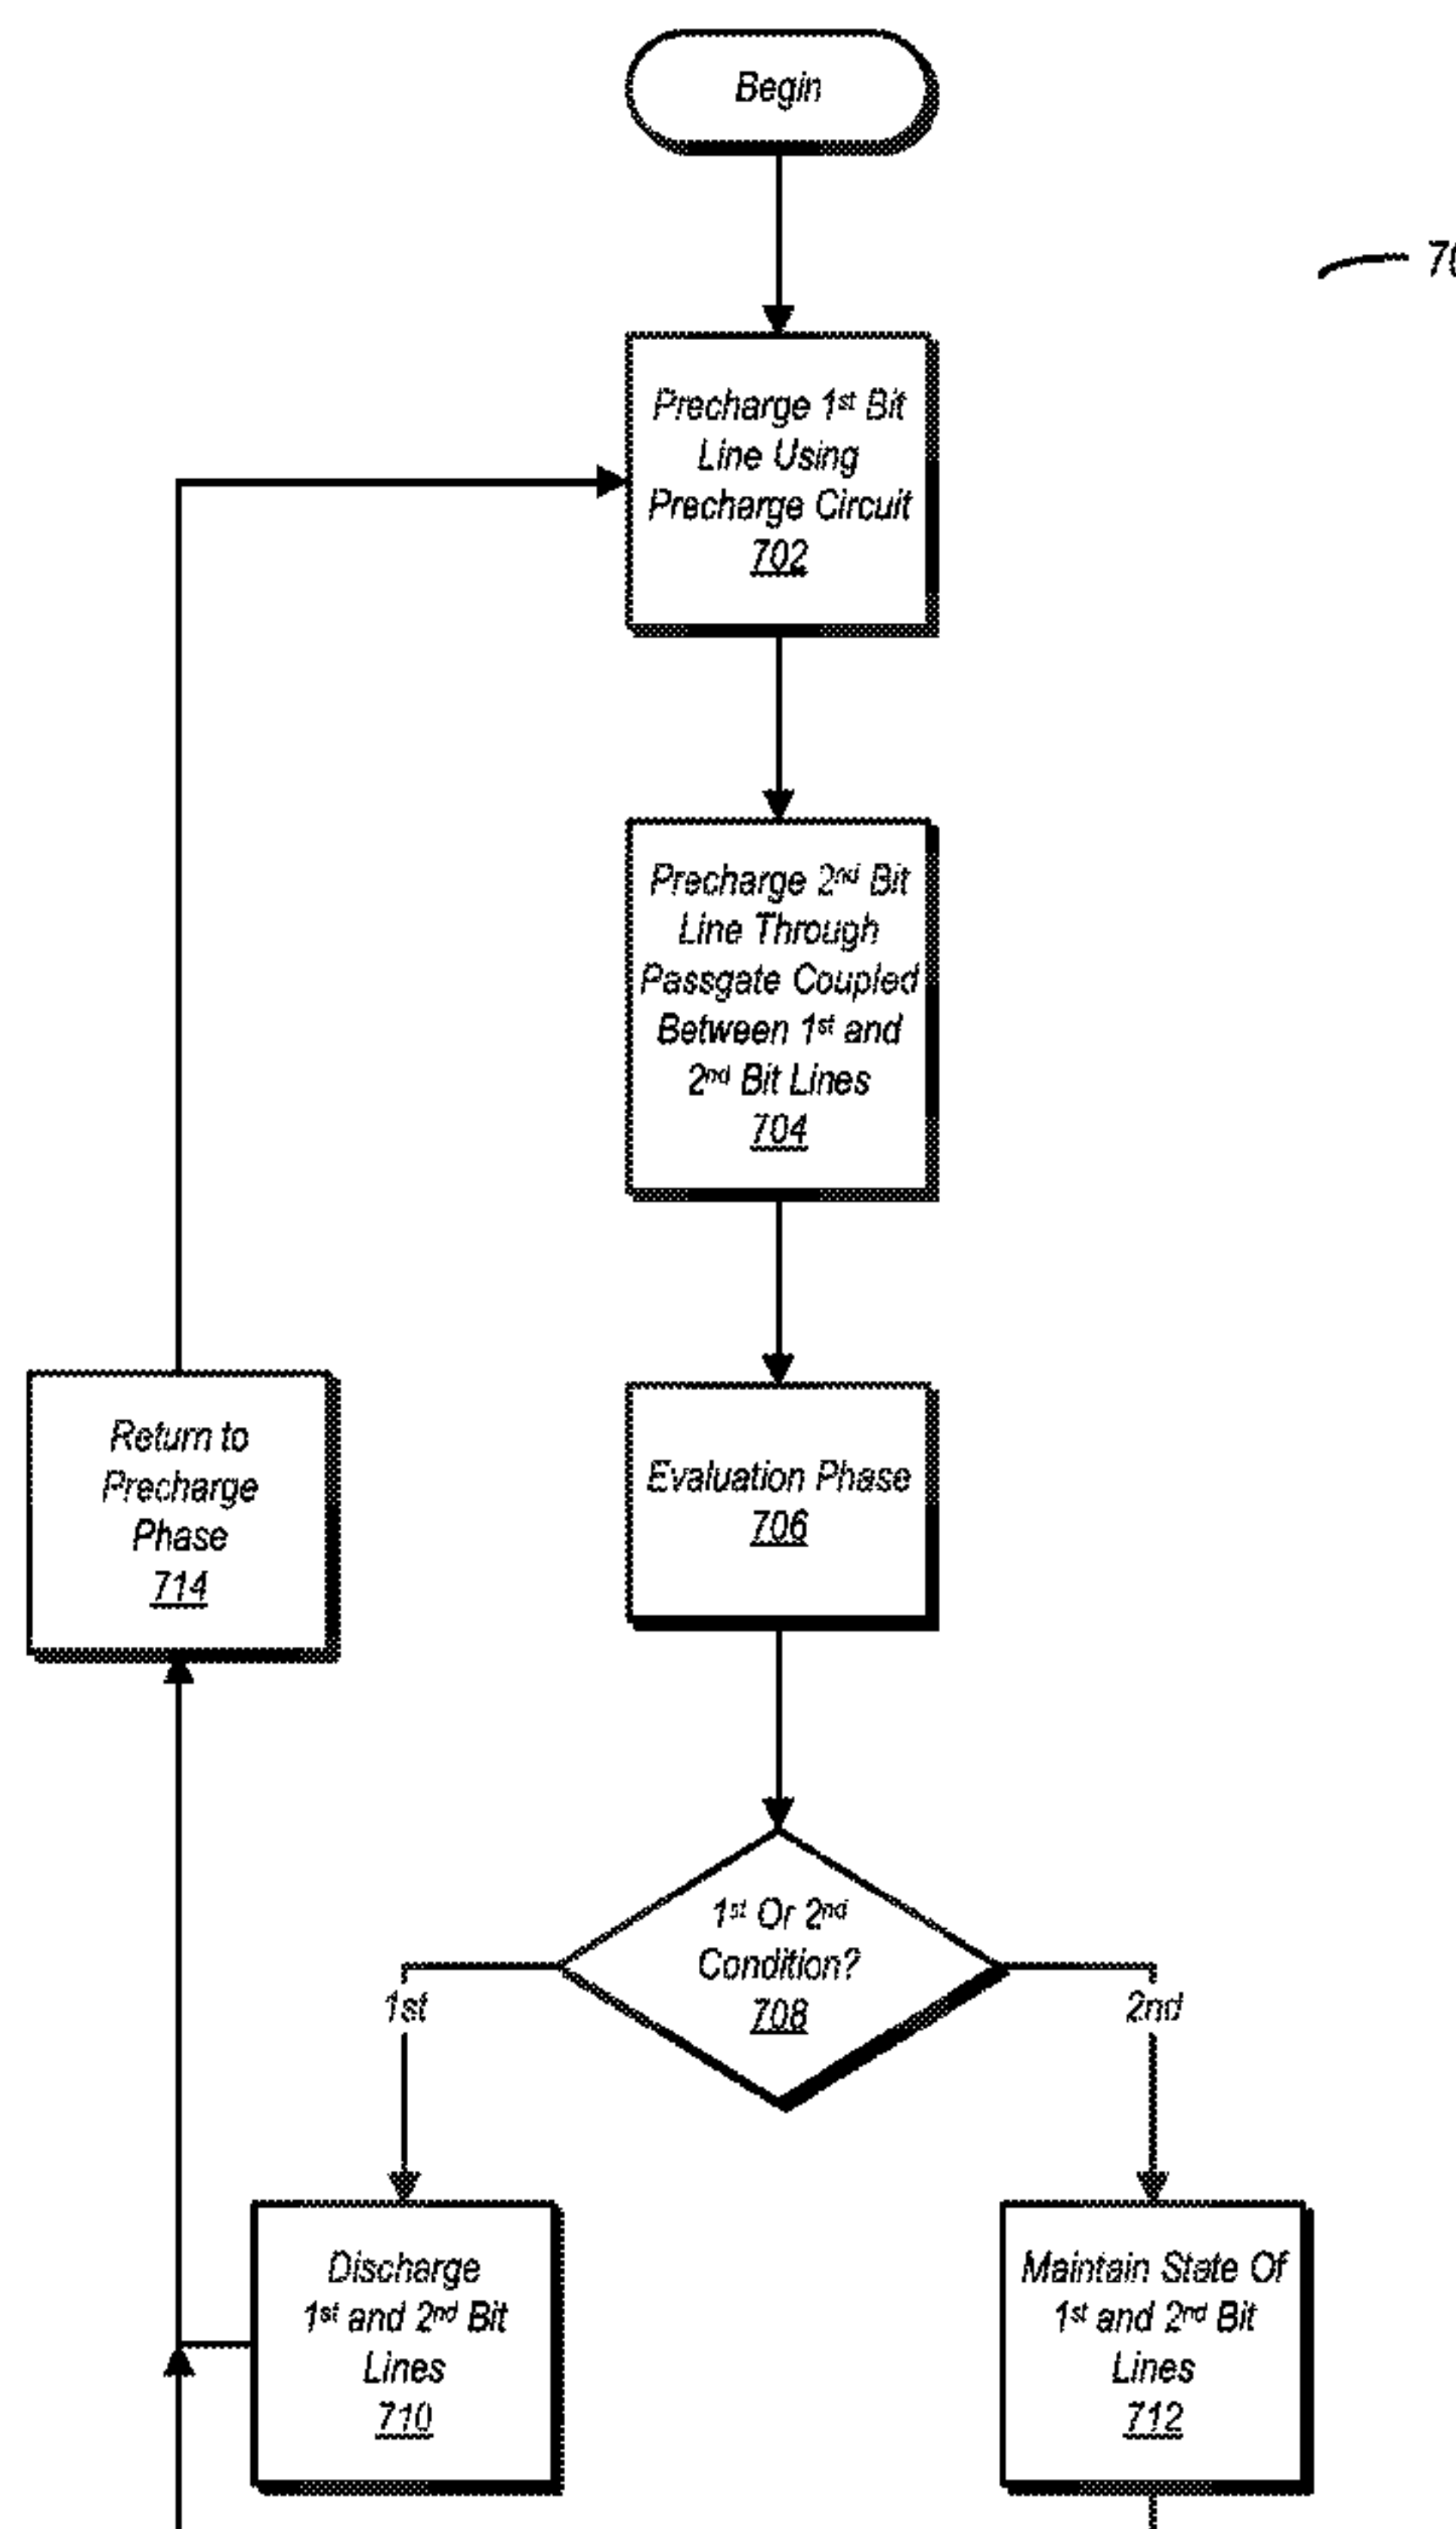 Begin
Precharge 1st Bit
Line Using
Precharge Circuit
702
Precharge 2nd Bit
Line Through
Passgate Coupled
Between 1st and
2nd Bit Lines
704
Evaluation Phase
706
Return to
Precharge
Phase
714
1st Or 2nd
Condition?
708
1st
2nd
Discharge
1st and 2nd Bit
Lines
710
Maintain State Of
1st and 2nd Bit
Lines
712